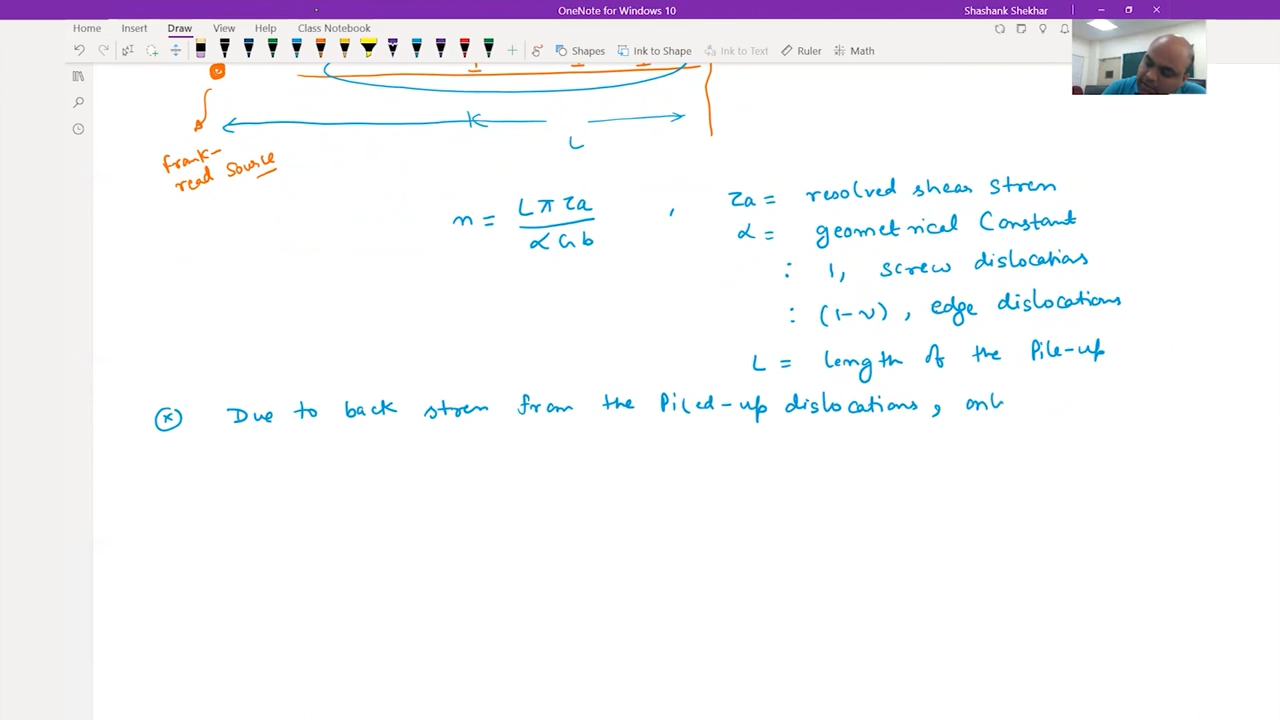 OneNote for Windows 10
Shashank Shekhar
Home Insert Draw View Help Class Notebook
Shapes Ink to Shape Ink to Text Ruler Math
L
Frank-
read source
n = Lπ τa / αGb , τa = resolved shear stress
α = geometrical Constant
: 1, screw dislocations
: (1-ν), edge dislocations
L = length of the Pile-up
(*) Due to back stress from the Piled-up dislocations, onl